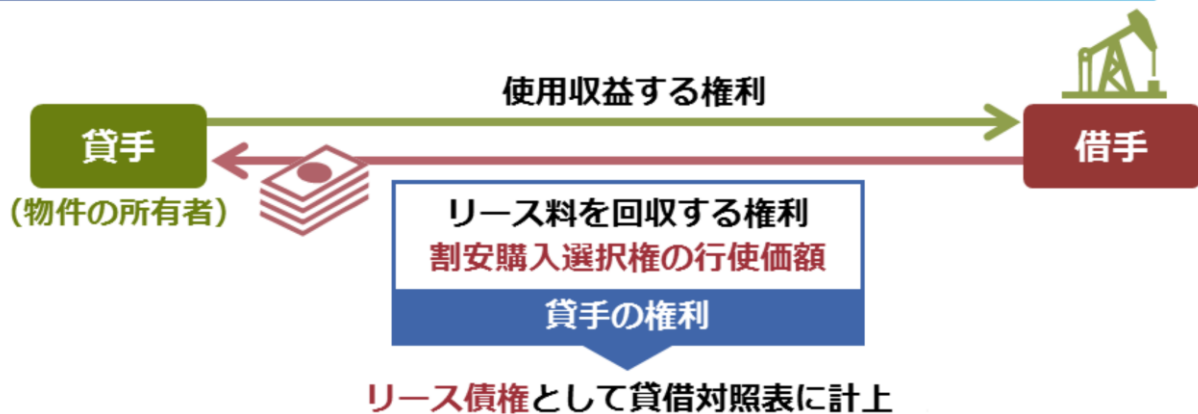 使用収益する権利
貸手
借手
（物件の所有者）
リース料を回収する権利
割安購入選択権の行使価額
貸手の権利
リース債権として貸借対照表に計上